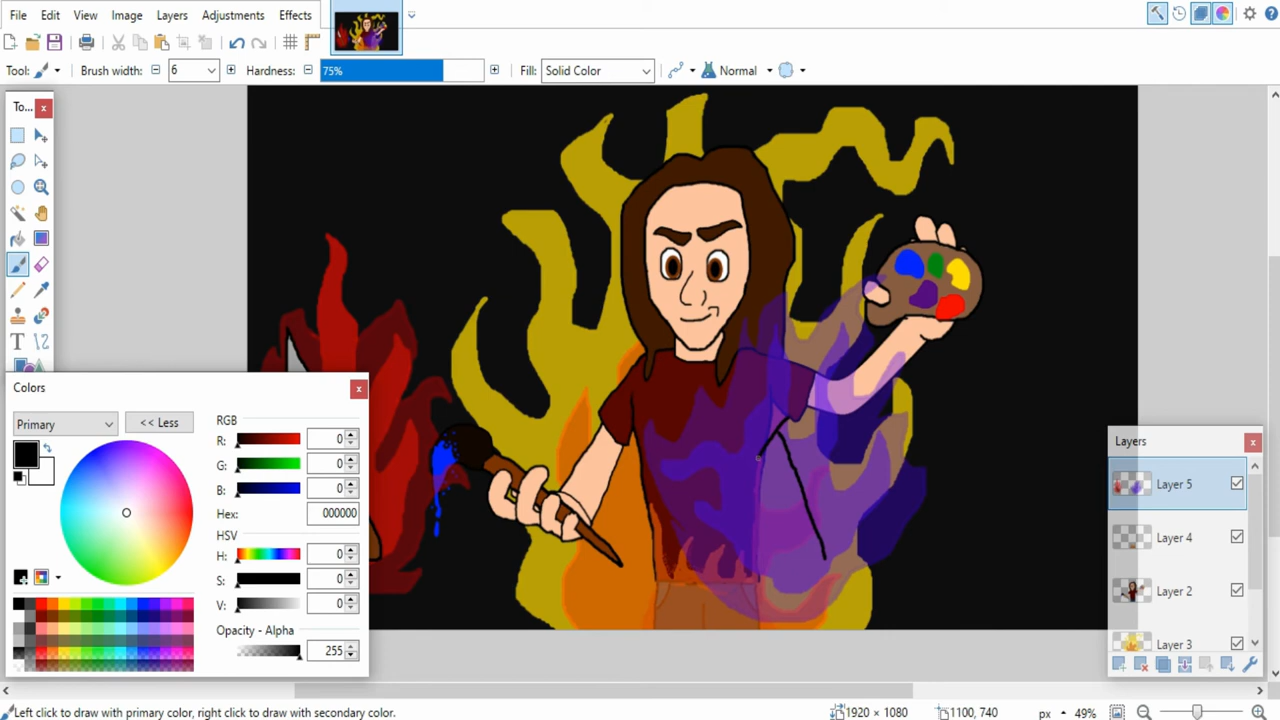 File Edit View Image Layers Adjustments Effects
Tool: Brush width: 6 Hardness: 75% Fill: Solid Color Normal
To...
Colors
Primary << Less
RGB
R: 0
G: 0
B: 0
Hex: 000000
HSV
H: 0
S: 0
V: 0
Opacity - Alpha
255
Layers
Layer 5
Layer 4
Layer 2
Layer 3
Left click to draw with primary color, right click to draw with secondary color. 1920 × 1080 1100, 740 px 49%